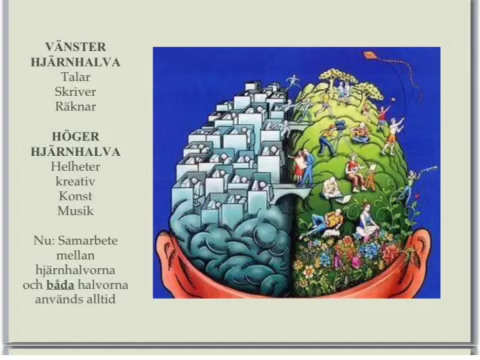 VÄNSTER
HJÄRNHALVA
Talar
Skriver
Räknar
HÖGER
HJÄRNHALVA
Helheter
kreativ
Konst
Musik
Nu: Samarbete
mellan
hjärnhalvorna
och båda halvorna
används alltid